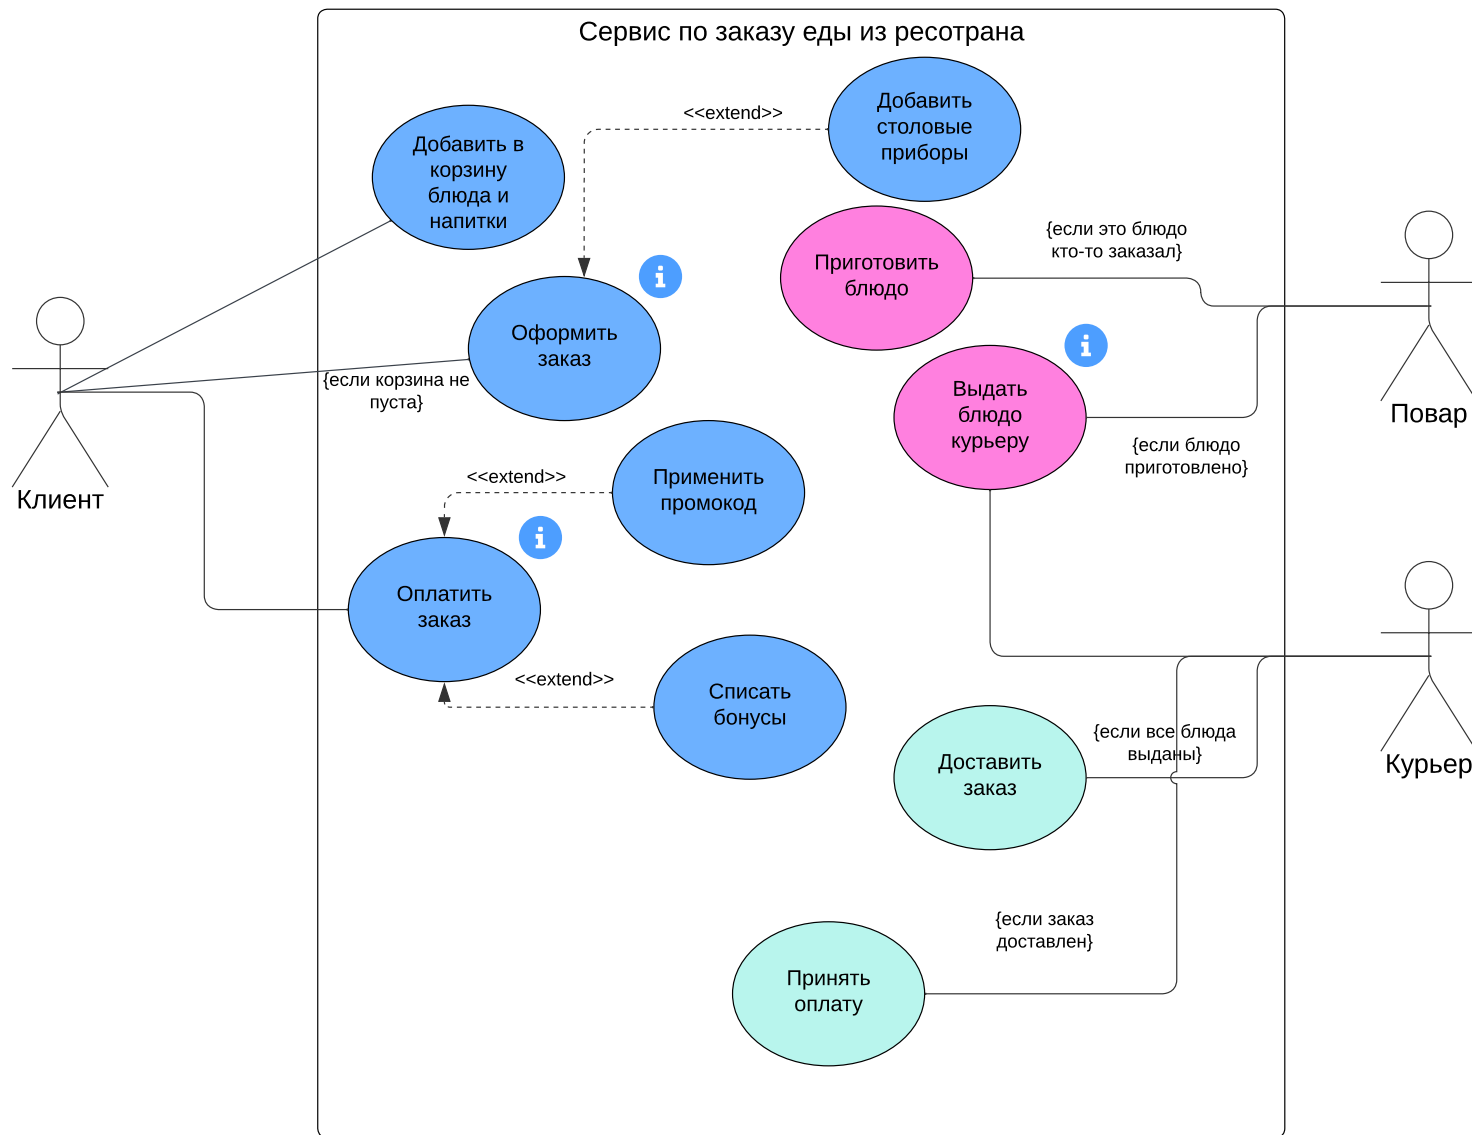 Сервис по заказу еды из ресотрана
<<extend>>
Добавить
столовые
приборы
Добавить в
корзину
блюда и
напитки
{если это блюдо
кто-то заказал}
Приготовить
блюдо
Оформить
заказ
{если корзина не
пуста}
Выдать
блюдо
курьеру
Повар
{если блюдо
приготовлено}
Клиент
<<extend>>
Применить
промокод
Оплатить
заказ
<<extend>>
Списать
бонусы
{если все блюда
выданы}
Доставить
заказ
Курьер
{если заказ
доставлен}
Принять
оплату